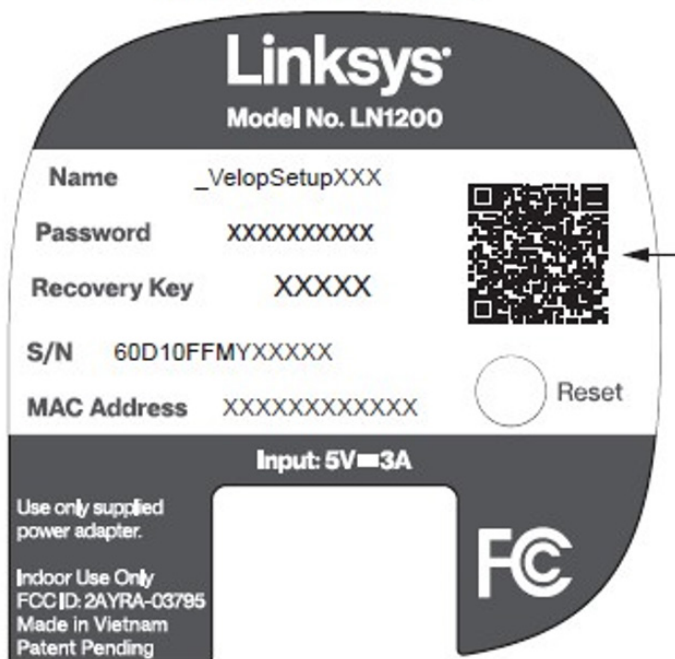 Linksys
Model No. LN1200
Name _VelopSetupXXX
Password XXXXXXXXXX
Recovery Key XXXXX
S/N 60D10FFMYXXXXX
MAC Address XXXXXXXXXXXX
Reset
Input: 5V⎓3A
Use only supplied
power adapter.
Indoor Use Only
FCC ID: 2AYRA-03795
Made in Vietnam
Patent Pending
FC